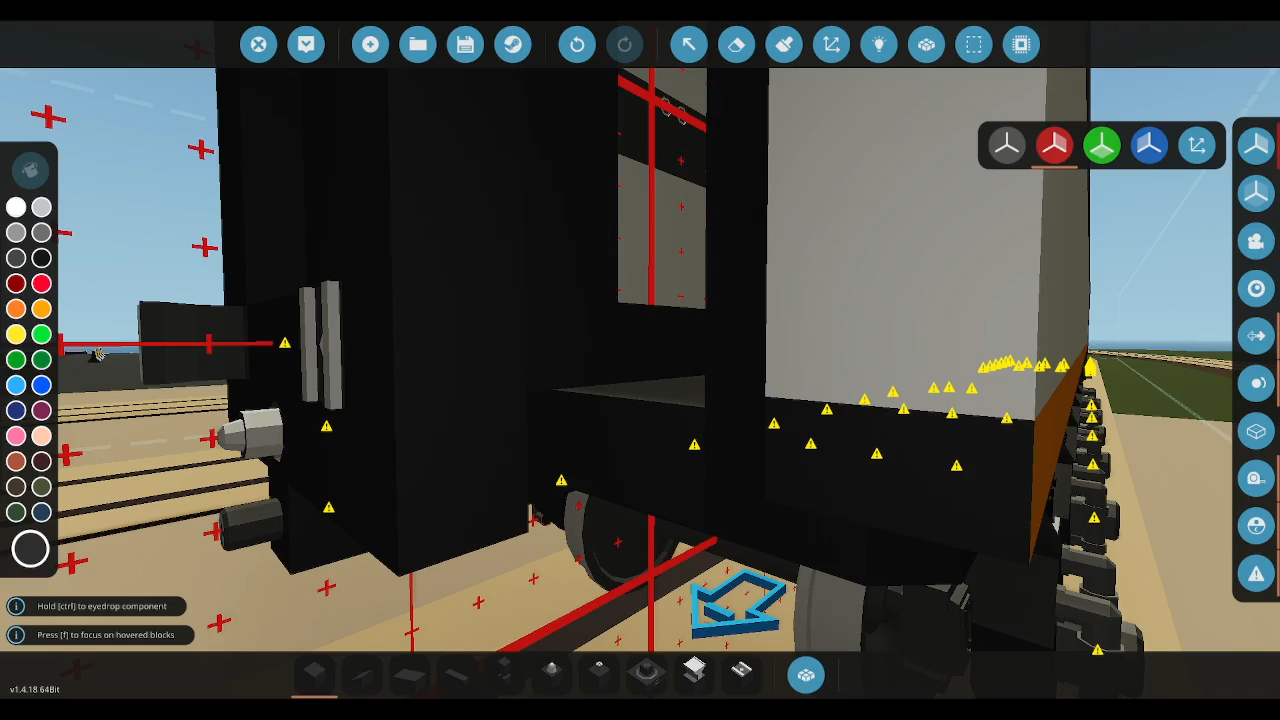 Hold [ctrl] to eyedrop component
Press [f] to focus on hovered blocks
v1.4.18 64Bit